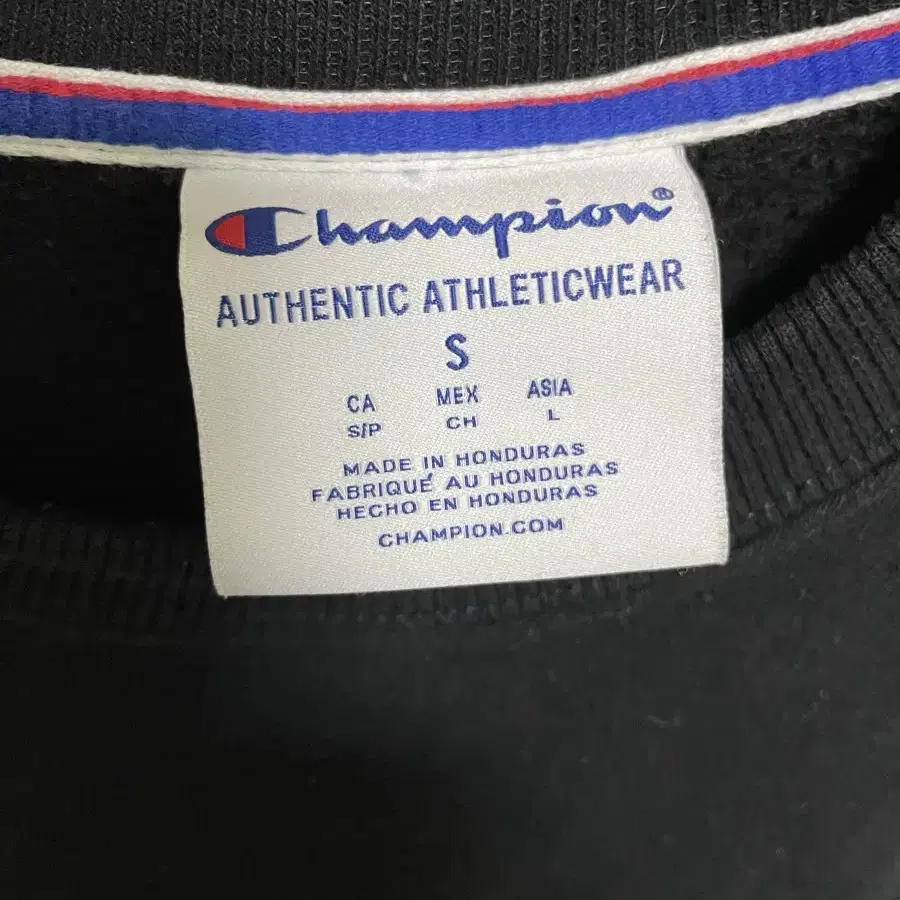 Champion®
AUTHENTIC ATHLETICWEAR
S
CA MEX ASIA
S/P CH L
MADE IN HONDURAS
FABRIQUÉ AU HONDURAS
HECHO EN HONDURAS
CHAMPION.COM